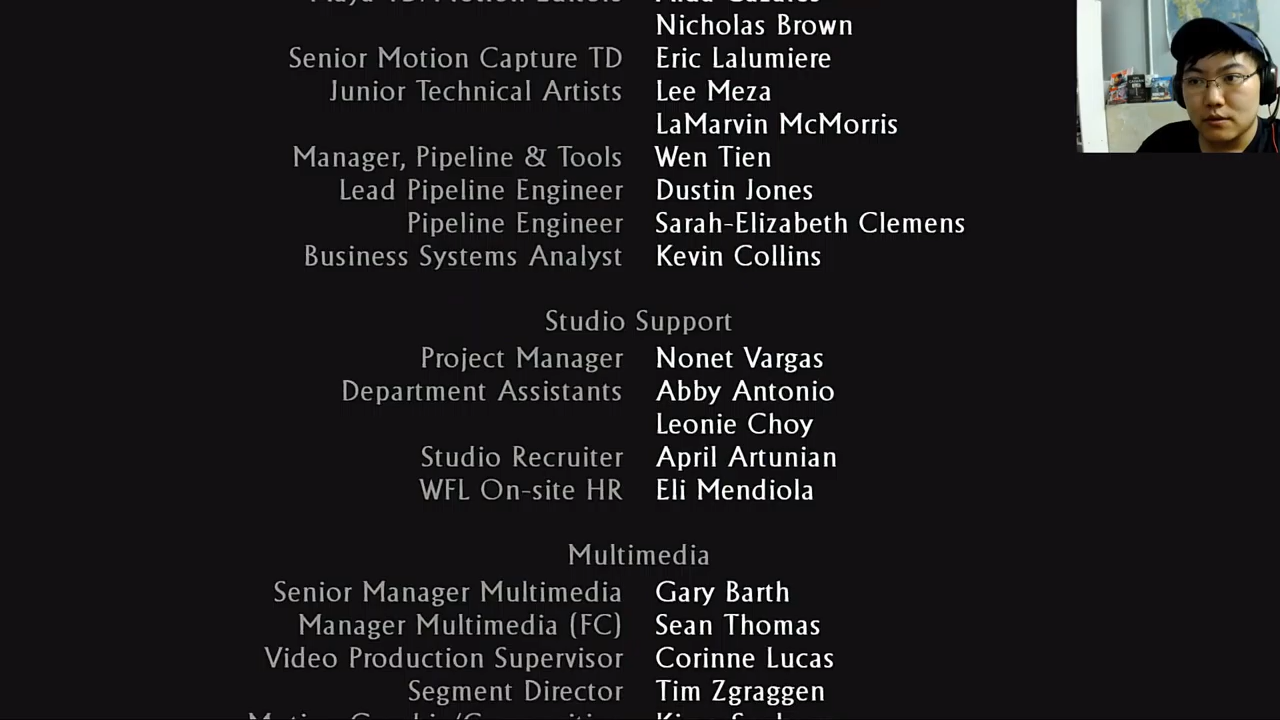 Nicholas Brown
Senior Motion Capture TD Eric Lalumiere
Junior Technical Artists Lee Meza
LaMarvin McMorris
Manager, Pipeline & Tools Wen Tien
Lead Pipeline Engineer Dustin Jones
Pipeline Engineer Sarah-Elizabeth Clemens
Business Systems Analyst Kevin Collins
Studio Support
Project Manager Nonet Vargas
Department Assistants Abby Antonio
Leonie Choy
Studio Recruiter April Artunian
WFL On-site HR Eli Mendiola
Multimedia
Senior Manager Multimedia Gary Barth
Manager Multimedia (FC) Sean Thomas
Video Production Supervisor Corinne Lucas
Segment Director Tim Zgraggen